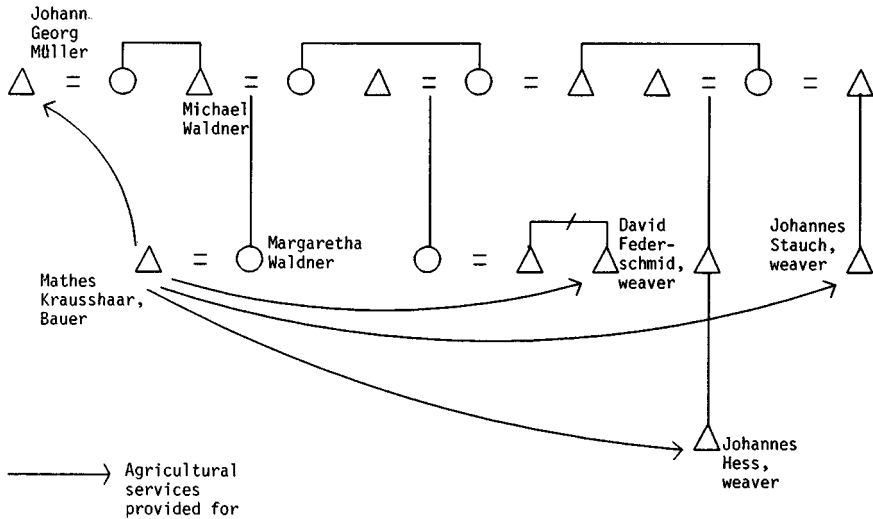 Johann
Georg
Müller
Michael
Waldner
Margaretha
Waldner
David
Feder-
schmid,
weaver
Johannes
Stauch,
weaver
Mathes
Krausshaar,
Bauer
Johannes
Hess,
weaver
Agricultural
services
provided for